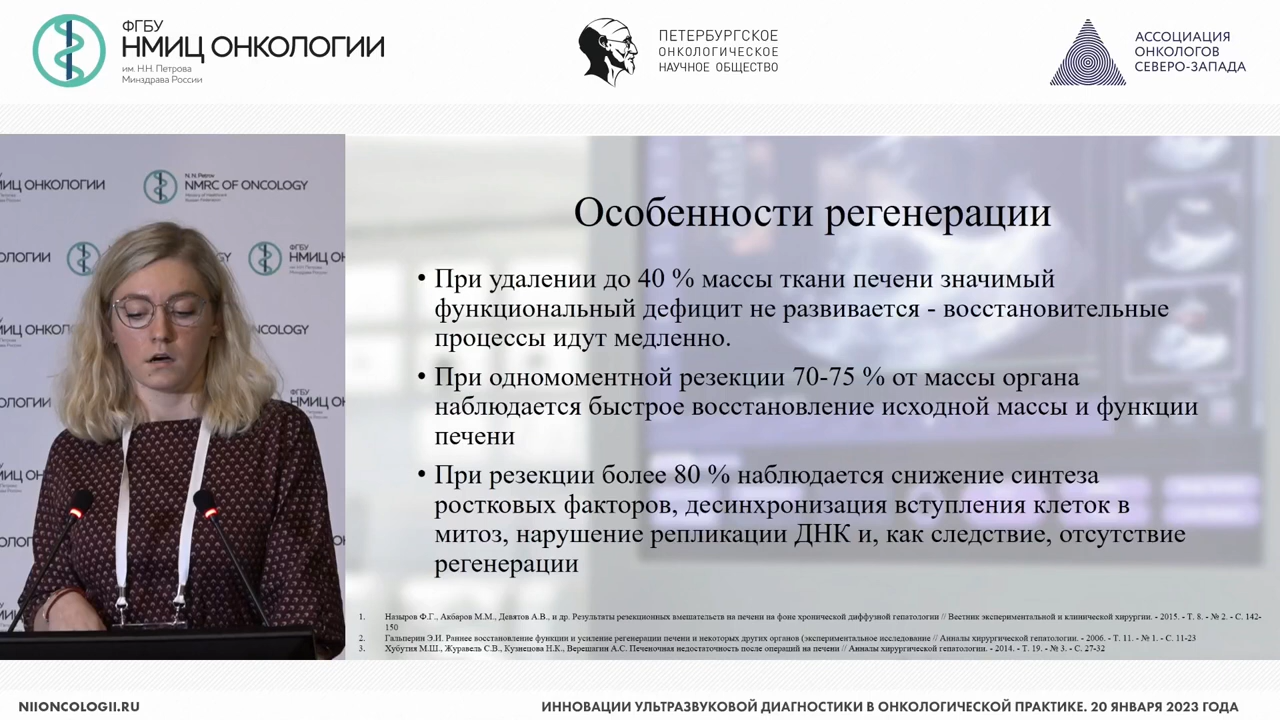 ФГБУ
НМИЦ ОНКОЛОГИИ
им. Н.Н. Петрова
Минздрава России
ПЕТЕРБУРГСКОЕ
ОНКОЛОГИЧЕСКОЕ
НАУЧНОЕ ОБЩЕСТВО
АССОЦИАЦИЯ
ОНКОЛОГОВ
СЕВЕРО-ЗАПАДА
N.N. Petrov
NMRC OF ONCOLOGY
ФГБУ
Особенности регенерации
• При удалении до 40 % массы ткани печени значимый
функциональный дефицит не развивается - восстановительные
процессы идут медленно.
• При одномоментной резекции 70-75 % от массы органа
наблюдается быстрое восстановление исходной массы и функции
печени
• При резекции более 80 % наблюдается снижение синтеза
ростковых факторов, десинхронизация вступления клеток в
митоз, нарушение репликации ДНК и, как следствие, отсутствие
регенерации
1. Назыров Ф.Г., Акбаров М.М., Девятов А.В., и др. Результаты резекционных вмешательств на печени на фоне хронической диффузной гепатологии // Вестник экспериментальной и клинической хирургии. - 2015. - Т. 8. - № 2. - С. 142-
150
2. Гальперин Э.И. Раннее восстановление функции и усиление регенерации печени и некоторых других органов (экспериментальное исследование // Анналы хирургической гепатологии. - 2006. - Т. 11. - № 1. - С. 11-23
3. Хубутия М.Ш., Журавель С.В., Кузнецова Н.К., Верещагин А.С. Печеночная недостаточность после операций на печени // Анналы хирургической гепатологии. - 2014. - Т. 19. - № 3. - С. 27-32
NIIONCOLOGII.RU
ИННОВАЦИИ УЛЬТРАЗВУКОВОЙ ДИАГНОСТИКИ В ОНКОЛОГИЧЕСКОЙ ПРАКТИКЕ. 20 ЯНВАРЯ 2023 ГОДА